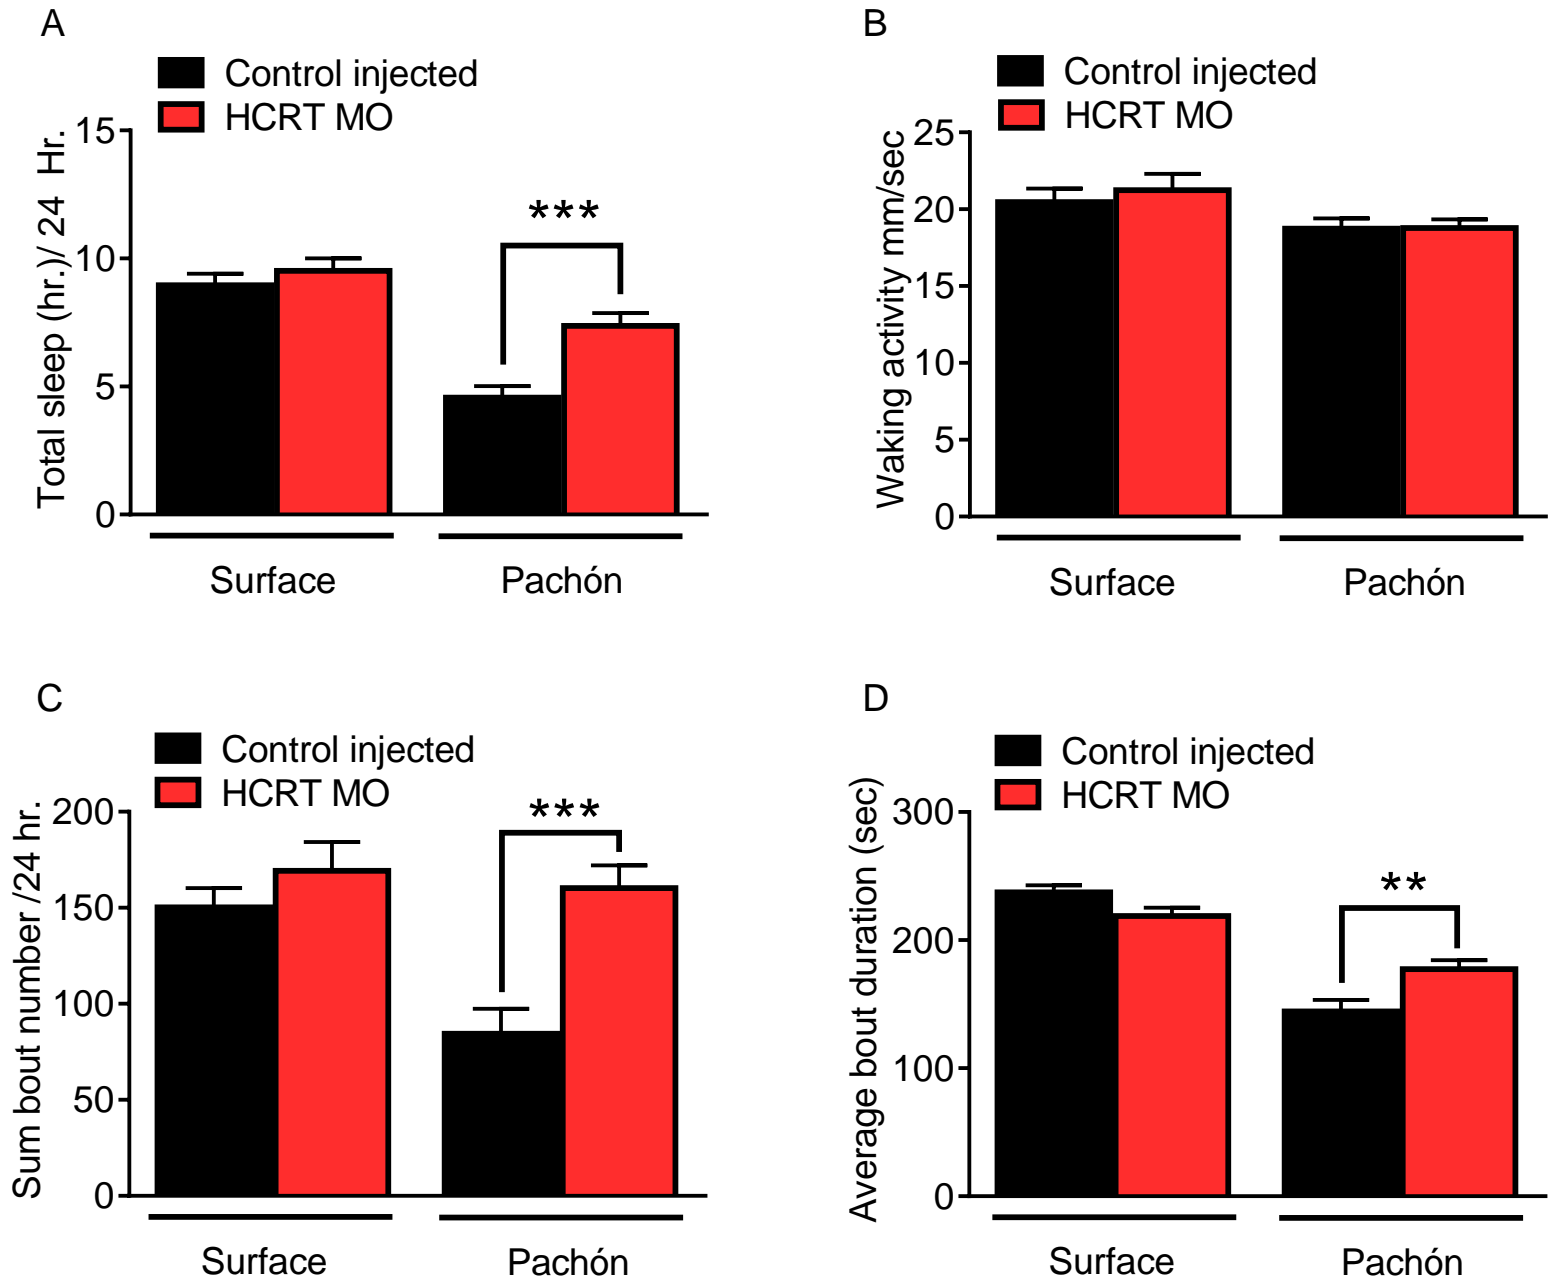 A
Control injected
HCRT MO
Total sleep (hr.)/ 24 Hr.
15
10
5
0
***
Surface
Pachón
B
Control injected
HCRT MO
Waking activity mm/sec
25
20
15
10
5
0
Surface
Pachón
C
Control injected
HCRT MO
Sum bout number /24 hr.
200
150
100
50
0
***
Surface
Pachón
D
Control injected
HCRT MO
Average bout duration (sec)
300
200
100
0
**
Surface
Pachón